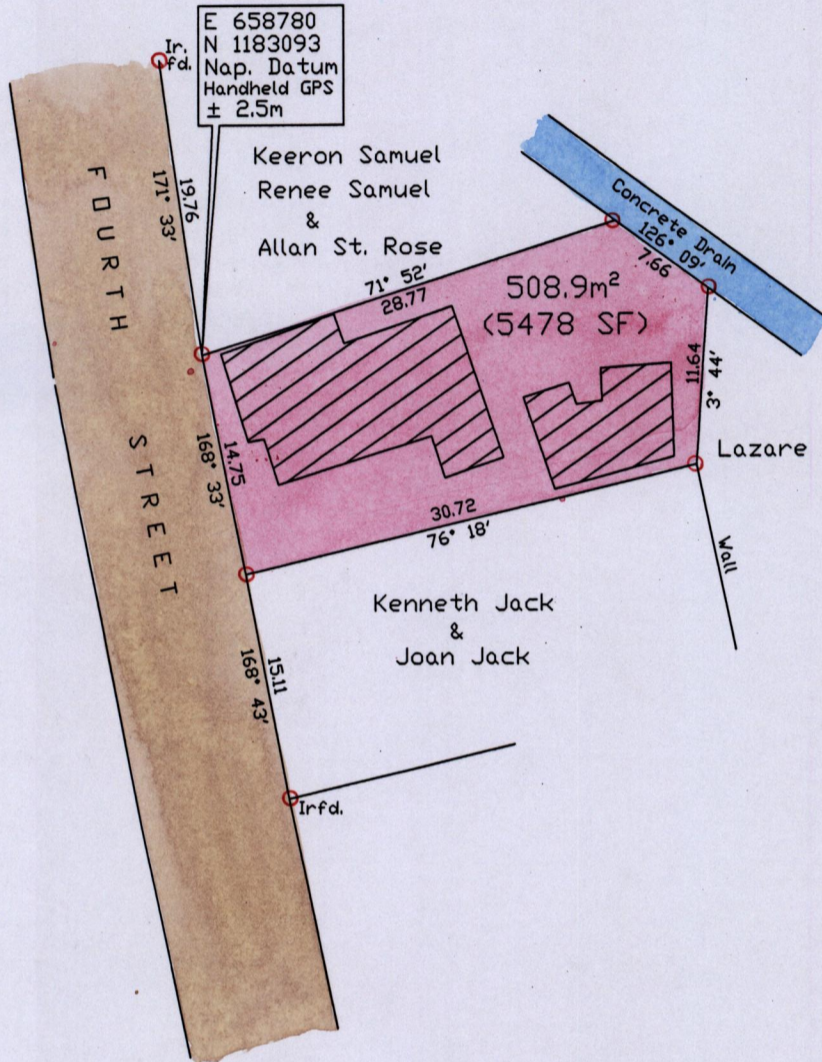 E 658780
N 1183093
Nap. Datum
Handheld GPS
± 2.5m
Ir.
fd.
19.76
171° 33'
Keeron Samuel
Renee Samuel
&
Allan St. Rose
Concrete Drain
126° 09'
7.66
71° 52'
28.77
508.9m²
(5478 SF)
11.64
3° 44'
FOURTH
STREET
14.75
168° 33'
Lazare
30.72
76° 18'
Wall
Kenneth Jack
&
Joan Jack
15.11
168° 43'
Irfd.